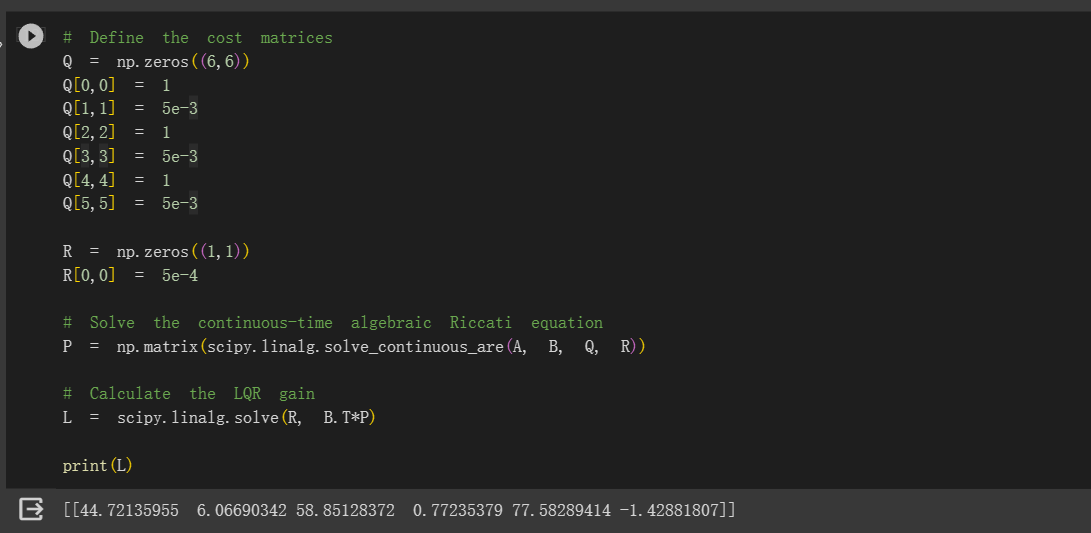 # Define the cost matrices
Q = np.zeros((6,6))
Q[0,0] = 1
Q[1,1] = 5e-3
Q[2,2] = 1
Q[3,3] = 5e-3
Q[4,4] = 1
Q[5,5] = 5e-3
R = np.zeros((1,1))
R[0,0] = 5e-4
# Solve the continuous-time algebraic Riccati equation
P = np.matrix(scipy.linalg.solve_continuous_are(A, B, Q, R))
# Calculate the LQR gain
L = scipy.linalg.solve(R, B.T*P)
print(L)
[[44.72135955 6.06690342 58.85128372 0.77235379 77.58289414 -1.42881807]]